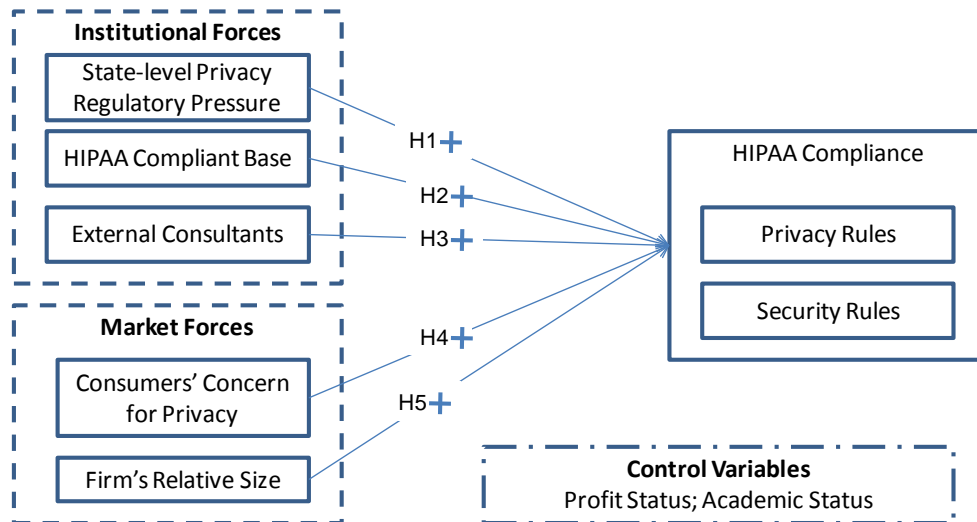 Institutional Forces
State-level Privacy
Regulatory Pressure
HIPAA Compliant Base
External Consultants
Market Forces
Consumers’ Concern
for Privacy
Firm’s Relative Size
H1+
H2+
H3+
H4+
H5+
HIPAA Compliance
Privacy Rules
Security Rules
Control Variables
Profit Status; Academic Status